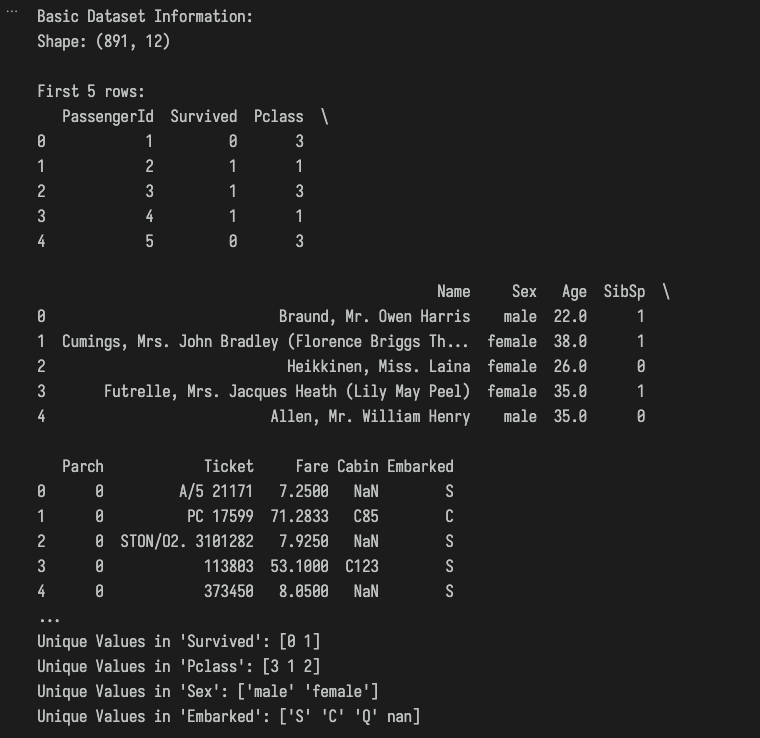 ...
Basic Dataset Information:
Shape: (891, 12)
First 5 rows:
PassengerId Survived Pclass \
0 1 0 3
1 2 1 1
2 3 1 3
3 4 1 1
4 5 0 3
Name Sex Age SibSp \
0 Braund, Mr. Owen Harris male 22.0 1
1 Cumings, Mrs. John Bradley (Florence Briggs Th... female 38.0 1
2 Heikkinen, Miss. Laina female 26.0 0
3 Futrelle, Mrs. Jacques Heath (Lily May Peel) female 35.0 1
4 Allen, Mr. William Henry male 35.0 0
Parch Ticket Fare Cabin Embarked
0 0 A/5 21171 7.2500 NaN S
1 0 PC 17599 71.2833 C85 C
2 0 STON/O2. 3101282 7.9250 NaN S
3 0 113803 53.1000 C123 S
4 0 373450 8.0500 NaN S
...
Unique Values in 'Survived': [0 1]
Unique Values in 'Pclass': [3 1 2]
Unique Values in 'Sex': ['male' 'female']
Unique Values in 'Embarked': ['S' 'C' 'Q' nan]